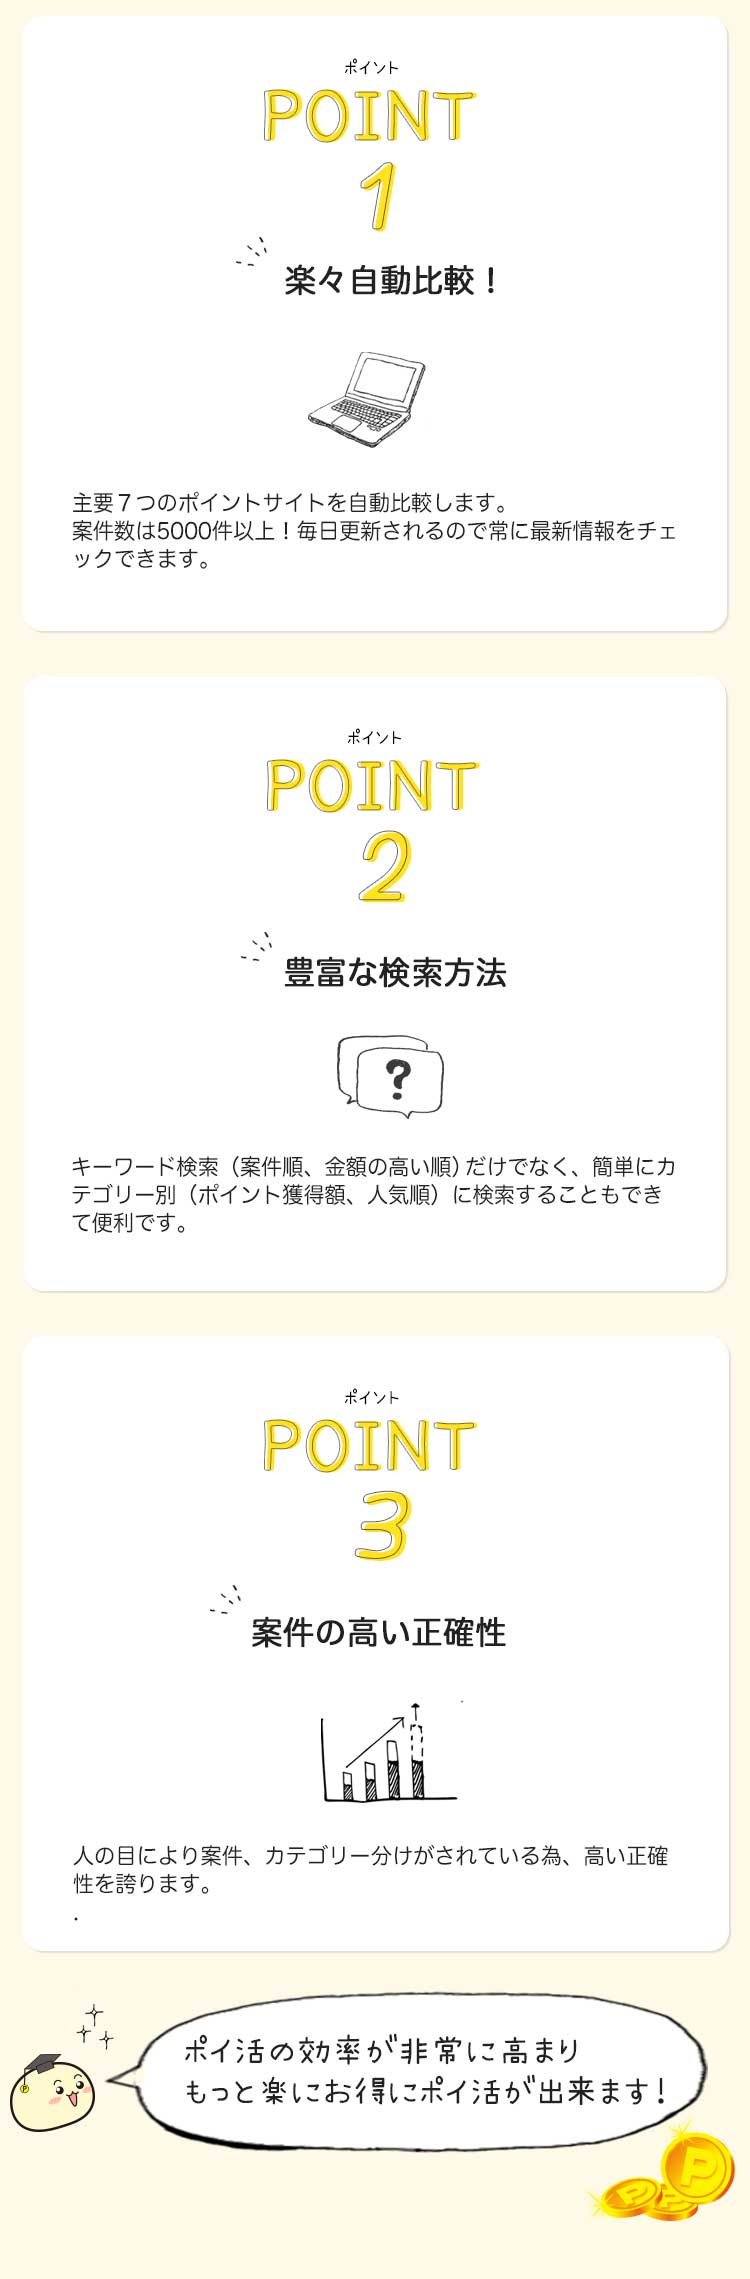 ポイント
POINT
1
楽々自動比較！
主要７つのポイントサイトを自動比較します。
案件数は5000件以上！毎日更新されるので常に最新情報をチェ
ックできます。
ポイント
POINT
2
豊富な検索方法
?
キーワード検索（案件順、金額の高い順）だけでなく、簡単にカ
テゴリー別（ポイント獲得額、人気順）に検索することもでき
て便利です。
ポイント
POINT
3
案件の高い正確性
人の目により案件、カテゴリー分けがされている為、高い正確
性を誇ります。
.
ポイ活の効率が非常に高まり
もっと楽にお得にポイ活が出来ます!
P
P
P
P